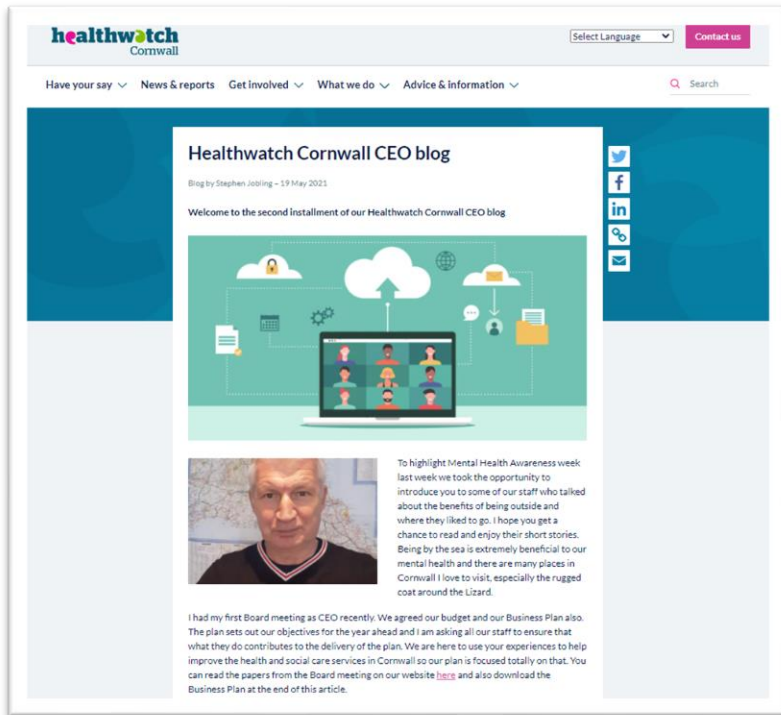 healthwatch
Cornwall
Select Language
Contact us
Have your say
News & reports
Get involved
What we do
Advice & information
Search
Healthwatch Cornwall CEO blog
Blog by Stephen Jobling – 19 May 2021
Welcome to the second installment of our Healthwatch Cornwall CEO blog
To highlight Mental Health Awareness week
last week we took the opportunity to
introduce you to some of our staff who talked
about the benefits of being outside and
where they liked to go. I hope you get a
chance to read and enjoy their short stories.
Being by the sea is extremely beneficial to our
mental health and there are many places in
Cornwall I love to visit, especially the rugged
coat around the Lizard.
I had my first Board meeting as CEO recently. We agreed our budget and our Business Plan also.
The plan sets out our objectives for the year ahead and I am asking all our staff to ensure that
what they do contributes to the delivery of the plan. We are here to use your experiences to help
improve the health and social care services in Cornwall so our plan is focused totally on that. You
can read the papers from the Board meeting on our website here and also download the
Business Plan at the end of this article.